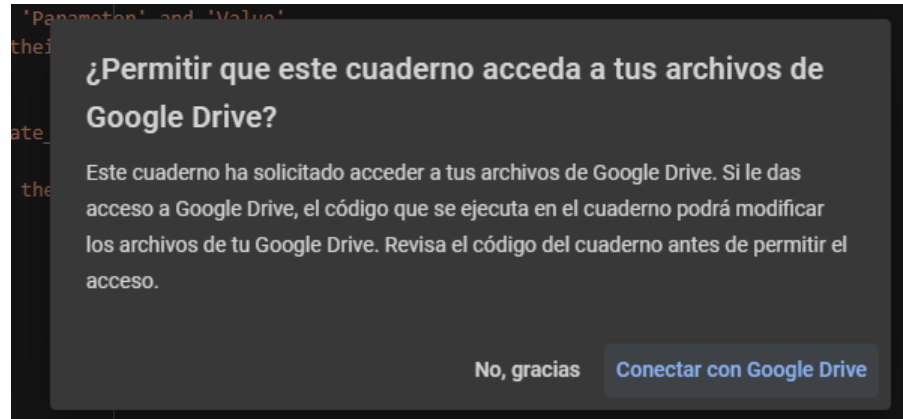 'Parameter' and 'Value'
thei
¿Permitir que este cuaderno acceda a tus archivos de
Google Drive?
ate_
Este cuaderno ha solicitado acceder a tus archivos de Google Drive. Si le das
the
acceso a Google Drive, el código que se ejecuta en el cuaderno podrá modificar
los archivos de tu Google Drive. Revisa el código del cuaderno antes de permitir el
acceso.
No, gracias Conectar con Google Drive